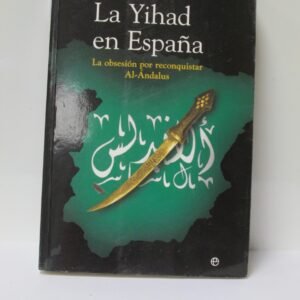 La Yihad
en España
La obsesión por reconquistar
Al-Ándalus
الأندلس